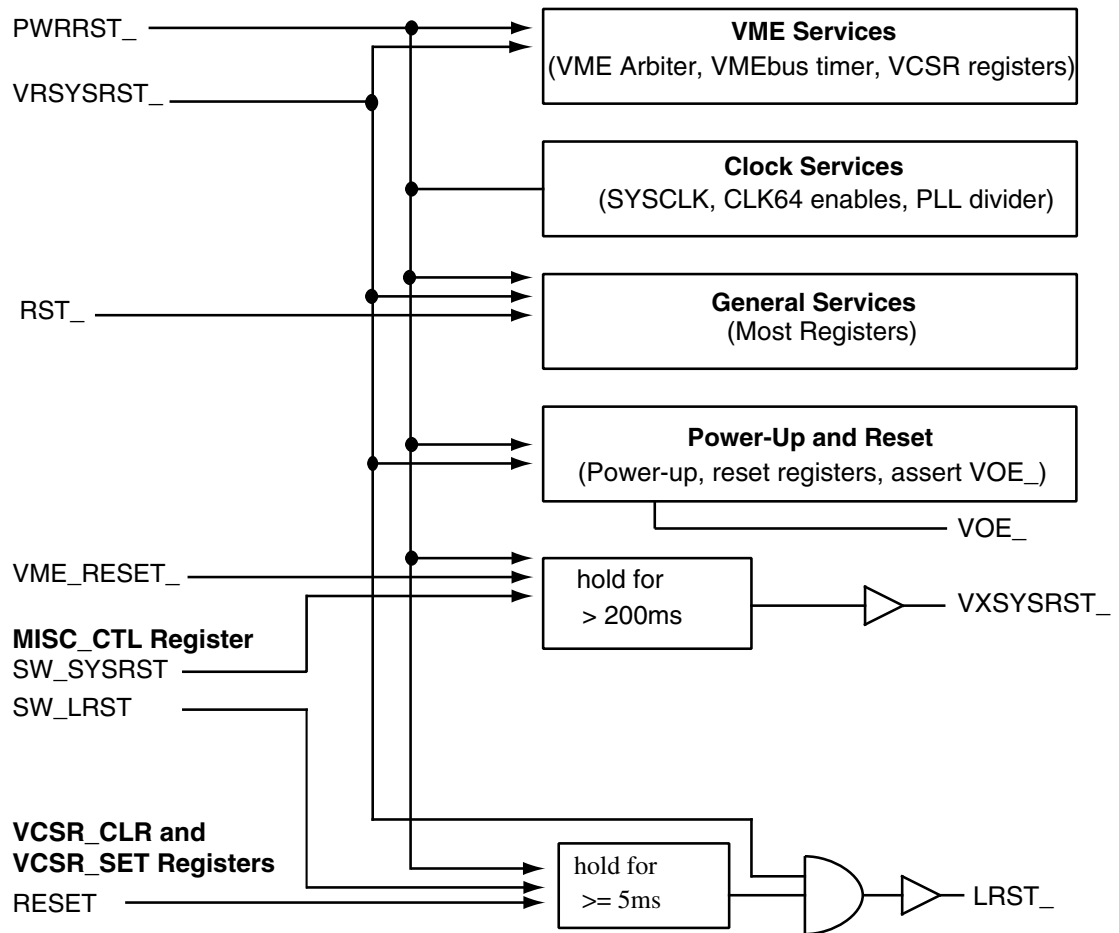 PWRRST_
VME Services
(VME Arbiter, VMEbus timer, VCSR registers)
VRSYSRST_
Clock Services
(SYSCLK, CLK64 enables, PLL divider)
RST_
General Services
(Most Registers)
Power-Up and Reset
(Power-up, reset registers, assert VOE_)
VOE_
VME_RESET_
hold for
> 200ms
VXSYSRST_
MISC_CTL Register
SW_SYSRST
SW_LRST
VCSR_CLR and
VCSR_SET Registers
RESET
hold for
>= 5ms
LRST_